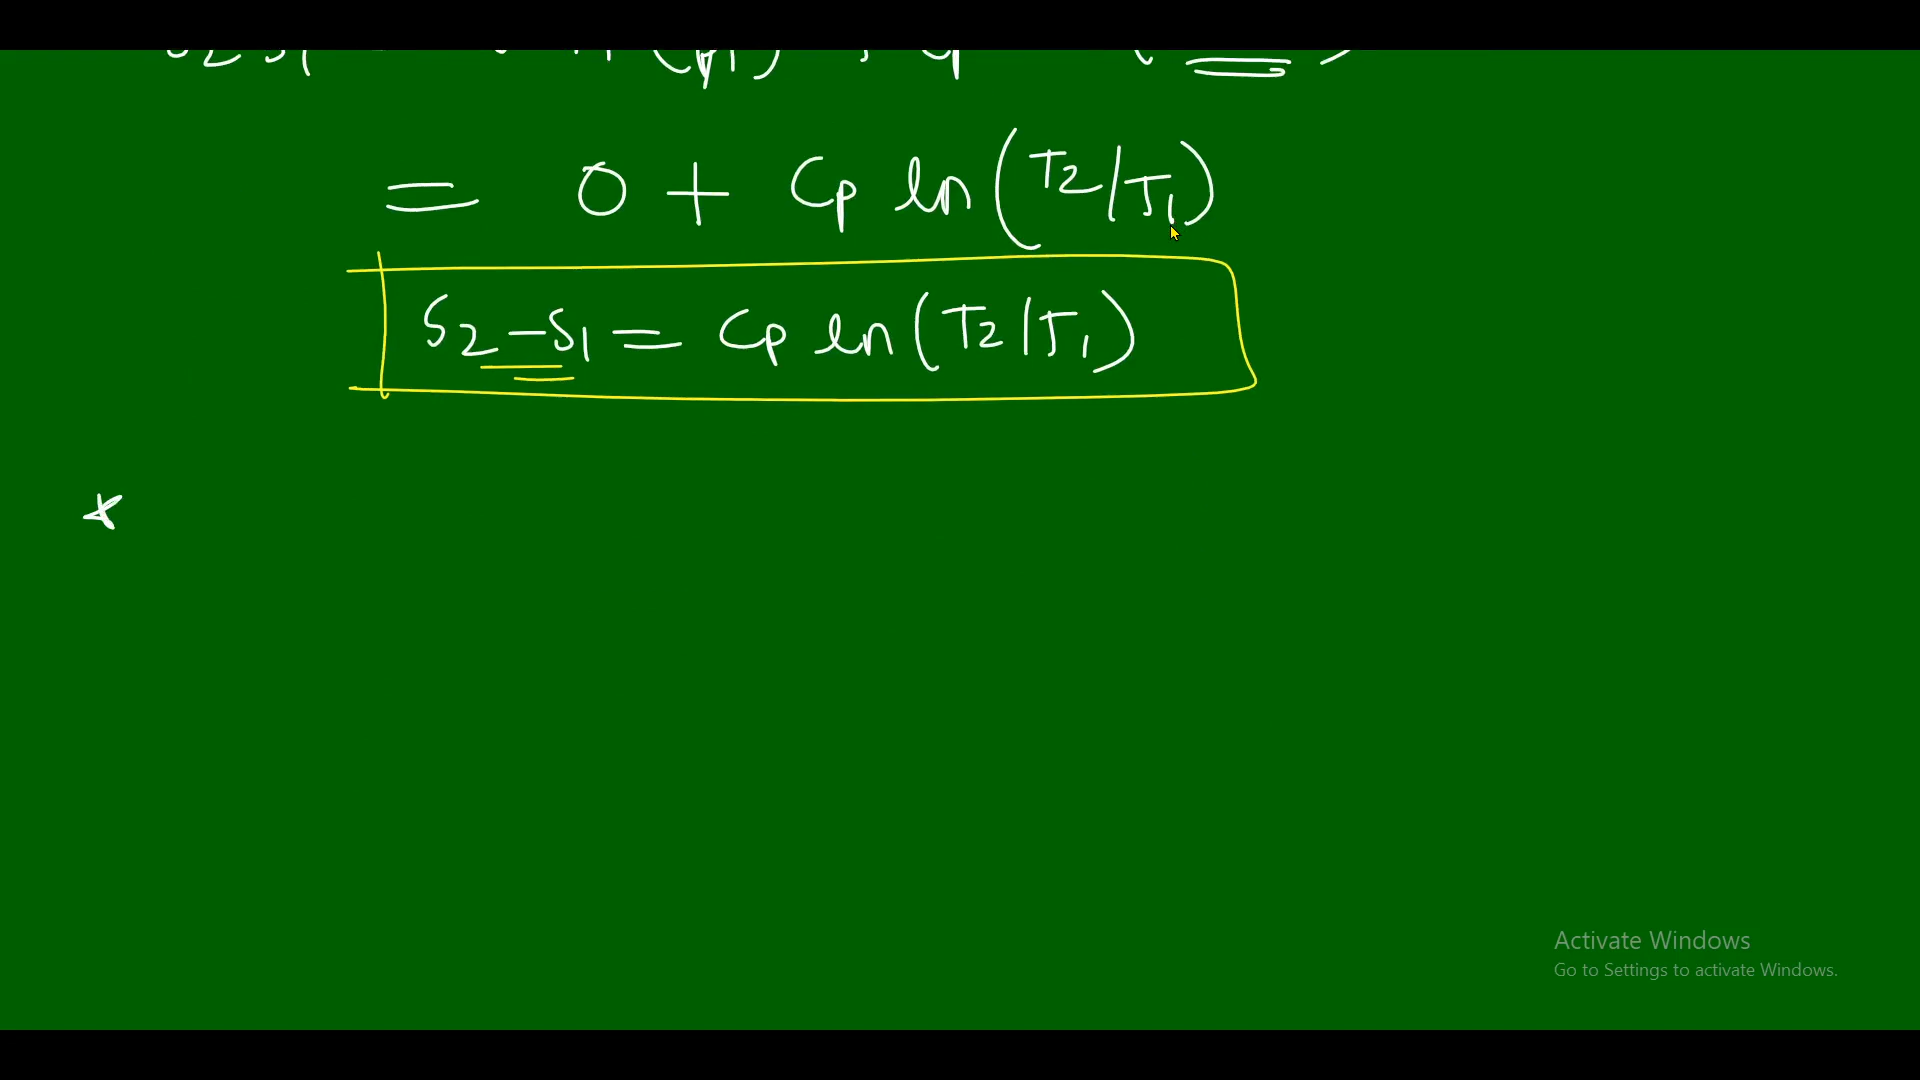 = 0 + Cp ln(T2/T1)
S2-S1 = Cp ln(T2/T1)
*
Activate Windows
Go to Settings to activate Windows.